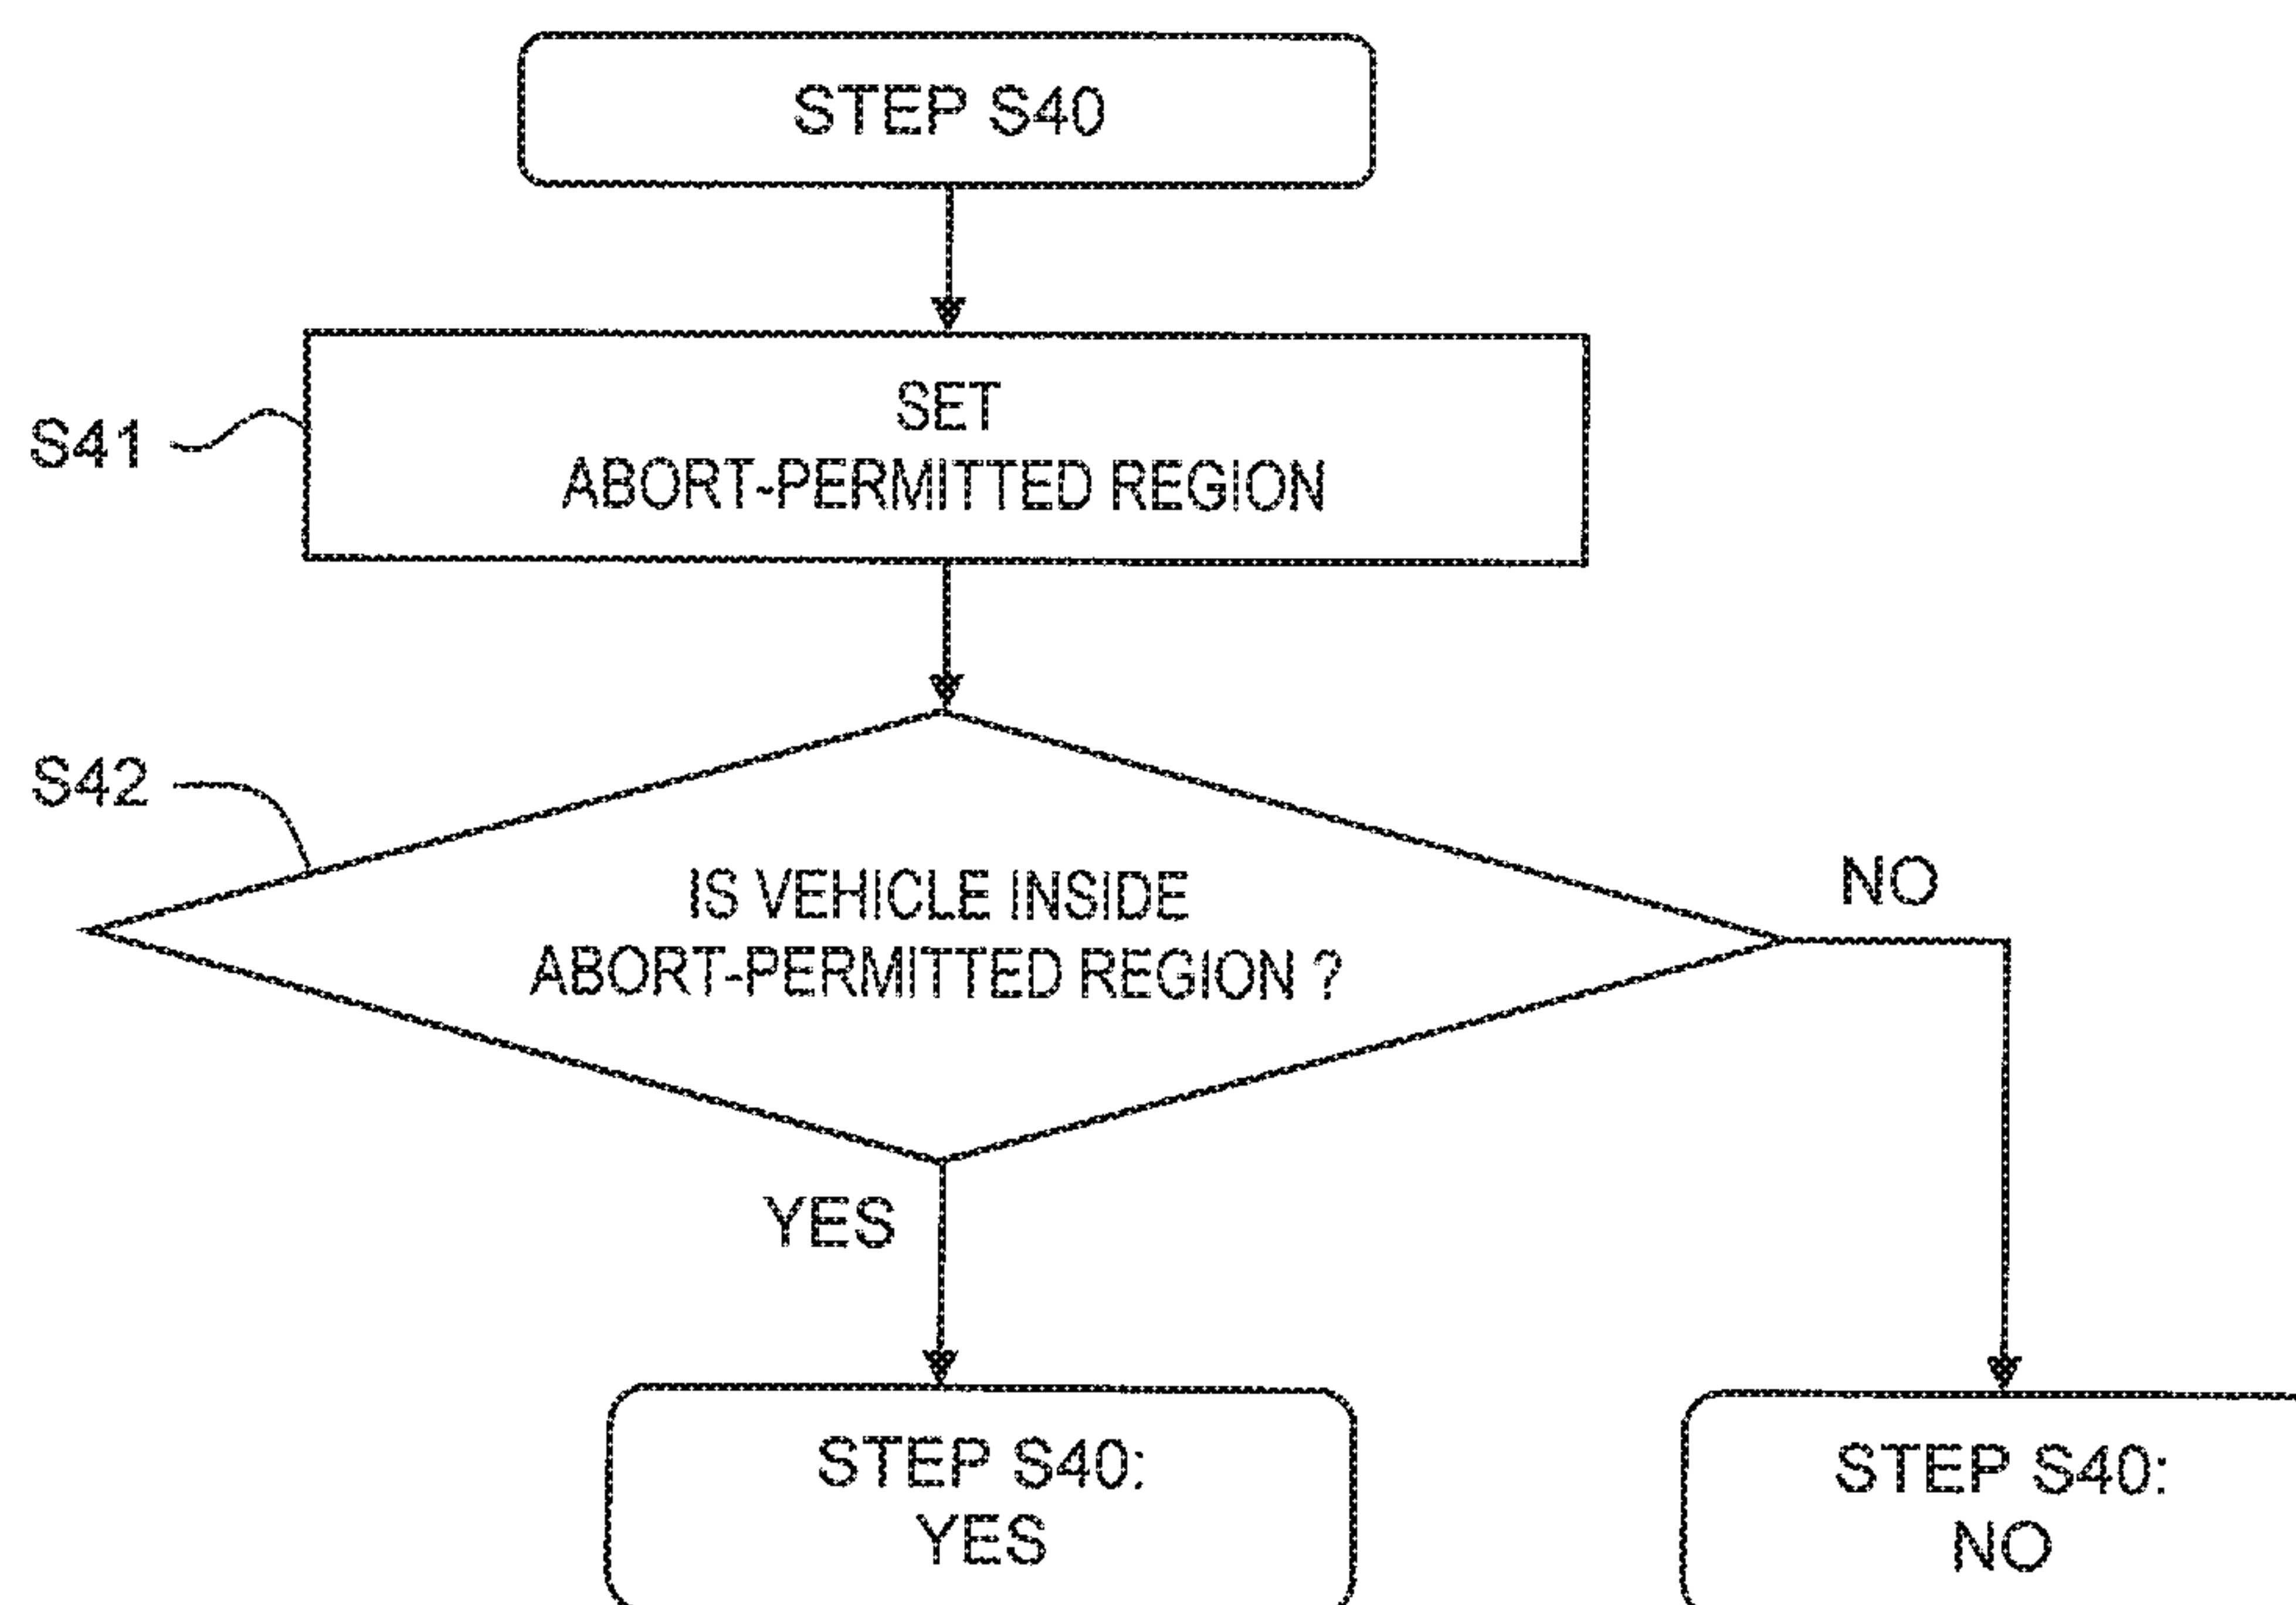 STEP S40
S41
SET
ABORT-PERMITTED REGION
S42
IS VEHICLE INSIDE
ABORT-PERMITTED REGION ?
NO
YES
STEP S40:
YES
STEP S40:
NO